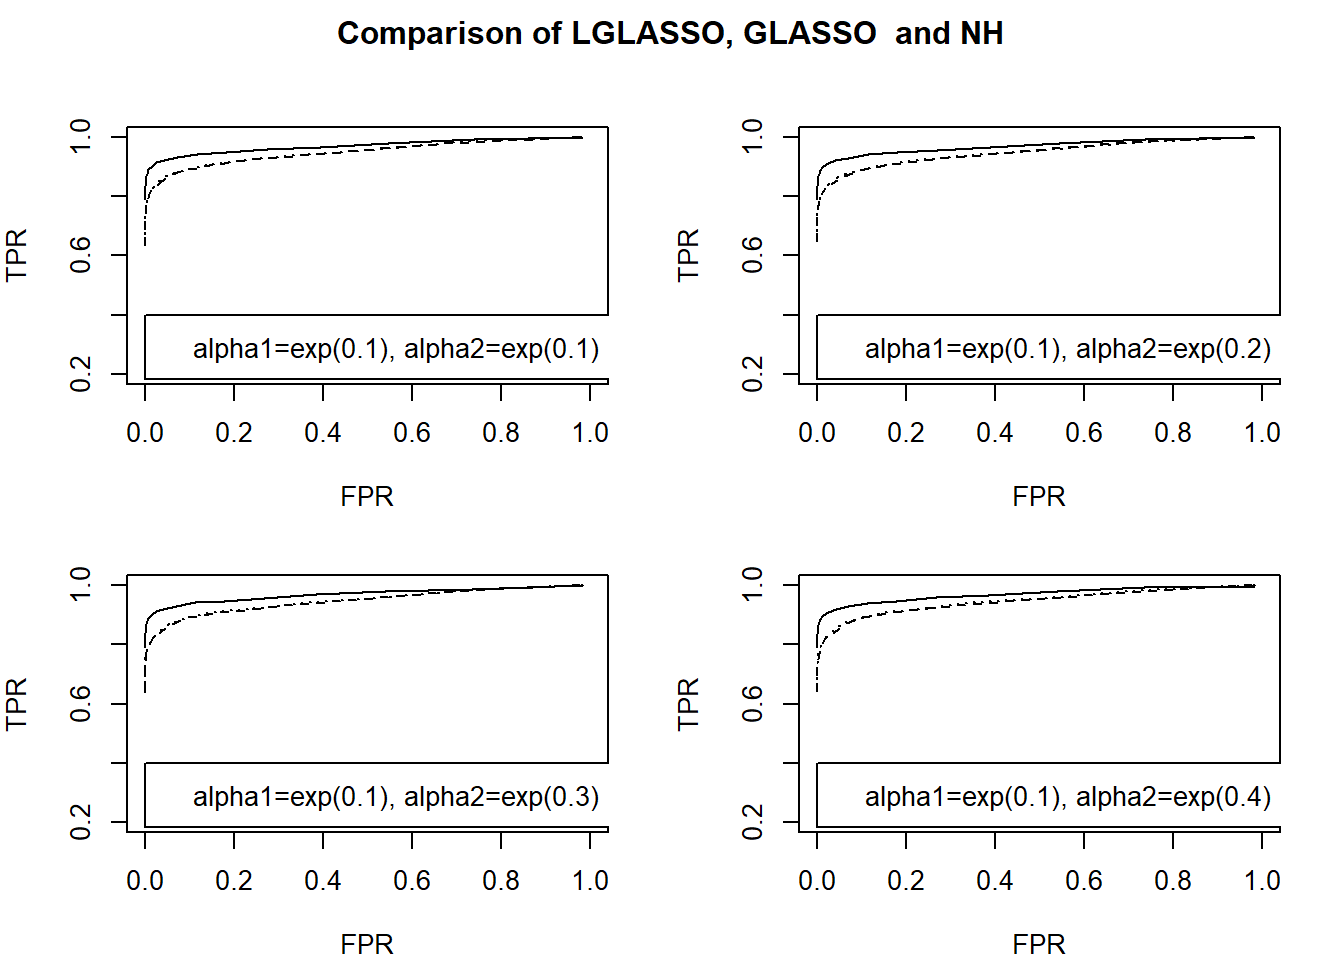 Comparison of LGLASSO, GLASSO  and NH
TPR
1.0
0.6
0.2
alpha1=exp(0.1), alpha2=exp(0.1)
0.0 0.2 0.4 0.6 0.8 1.0
FPR
TPR
1.0
0.6
0.2
alpha1=exp(0.1), alpha2=exp(0.2)
0.0 0.2 0.4 0.6 0.8 1.0
FPR
TPR
1.0
0.6
0.2
alpha1=exp(0.1), alpha2=exp(0.3)
0.0 0.2 0.4 0.6 0.8 1.0
FPR
TPR
1.0
0.6
0.2
alpha1=exp(0.1), alpha2=exp(0.4)
0.0 0.2 0.4 0.6 0.8 1.0
FPR